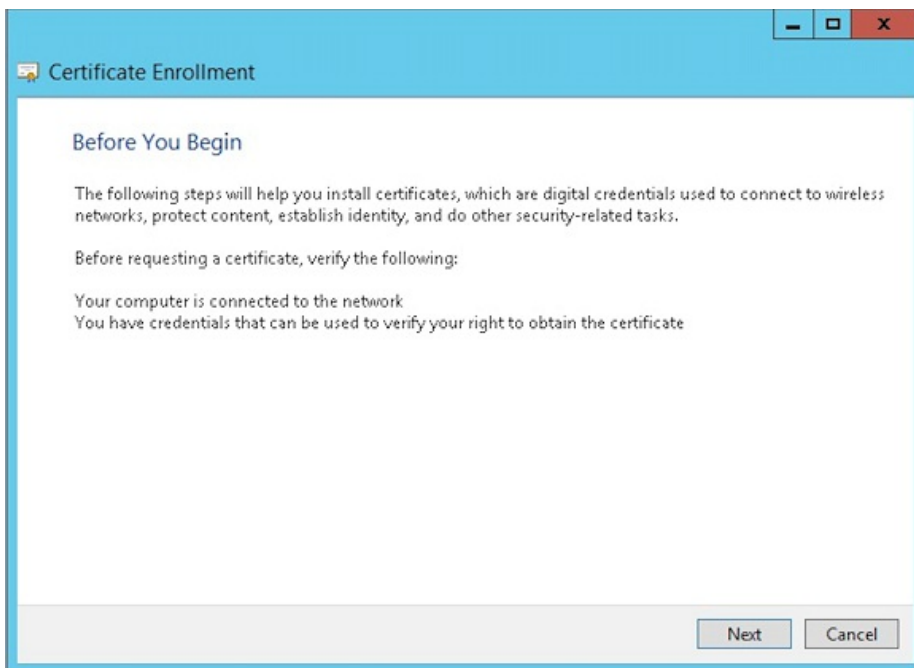 Certificate Enrollment
Before You Begin
The following steps will help you install certificates, which are digital credentials used to connect to wireless
networks, protect content, establish identity, and do other security-related tasks.
Before requesting a certificate, verify the following:
Your computer is connected to the network
You have credentials that can be used to verify your right to obtain the certificate
Next
Cancel